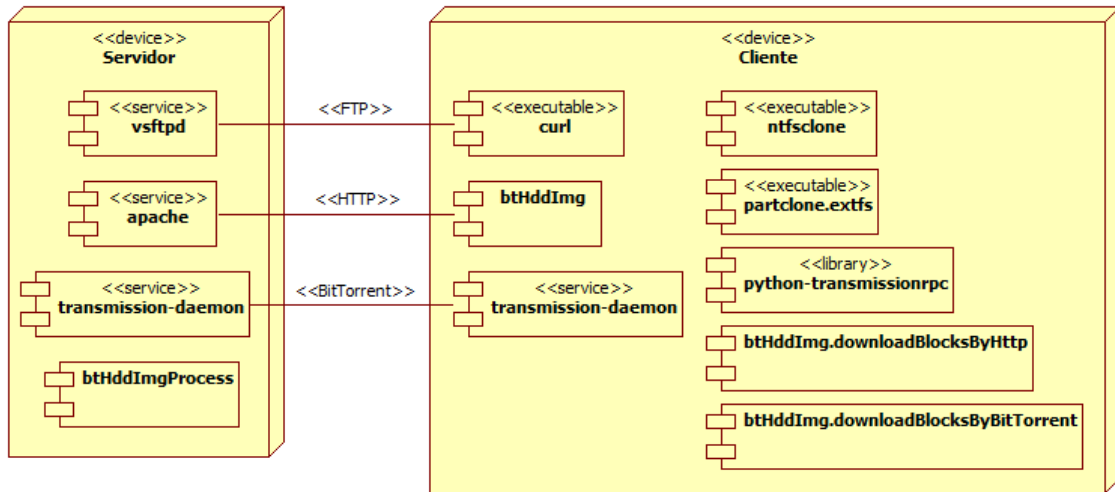 <<device>>
Servidor
<<service>>
vsftpd
<<service>>
apache
<<service>>
transmission-daemon
btHddImgProcess
<<FTP>>
<<HTTP>>
<<BitTorrent>>
<<device>>
Cliente
<<executable>>
curl
btHddImg
<<service>>
transmission-daemon
<<executable>>
ntfsclone
<<executable>>
partclone.extfs
<<library>>
python-transmissionrpc
btHddImg.downloadBlocksByHttp
btHddImg.downloadBlocksByBitTorrent